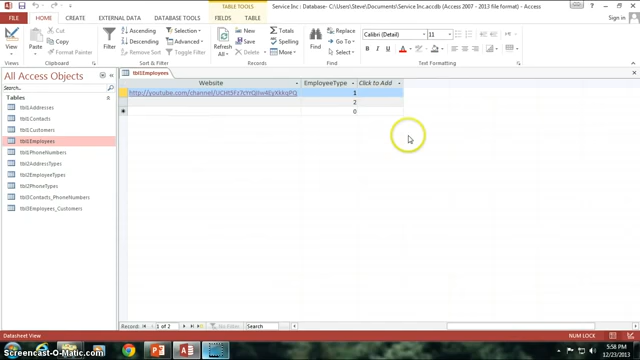 TABLE TOOLS
Service Inc : Database- C:\Users\Steve\Documents\Service Inc.accdb (Access 2007 - 2013 file format) - Access
FILE HOME CREATE EXTERNAL DATA DATABASE TOOLS FIELDS TABLE
Sign in
View
Paste
Cut
Copy
Format Painter
Filter
Ascending
Descending
Remove Sort
Selection
Advanced
Toggle Filter
Refresh All
New
Save
Delete
Totals
Spelling
More
Find
Replace
Go To
Select
Calibri (Detail) 11
B I U
Views
Clipboard
Sort & Filter
Records
Find
Text Formatting
All Access Objects
Search...
Tables
tbl1Addresses
tbl1Contacts
tbl1Customers
tbl1Employees
tbl1PhoneNumbers
tbl2AddressTypes
tbl2EmployeeTypes
tbl2PhoneTypes
tbl3Contacts_PhoneNumbers
tbl3Employees_Customers
tbl1Employees
Website EmployeeType Click to Add
1
2
0
Record: 1 of 2 No Filter Search
Datasheet View
NUM LOCK
Screencast-O-Matic.com
5:58 PM
12/23/2013